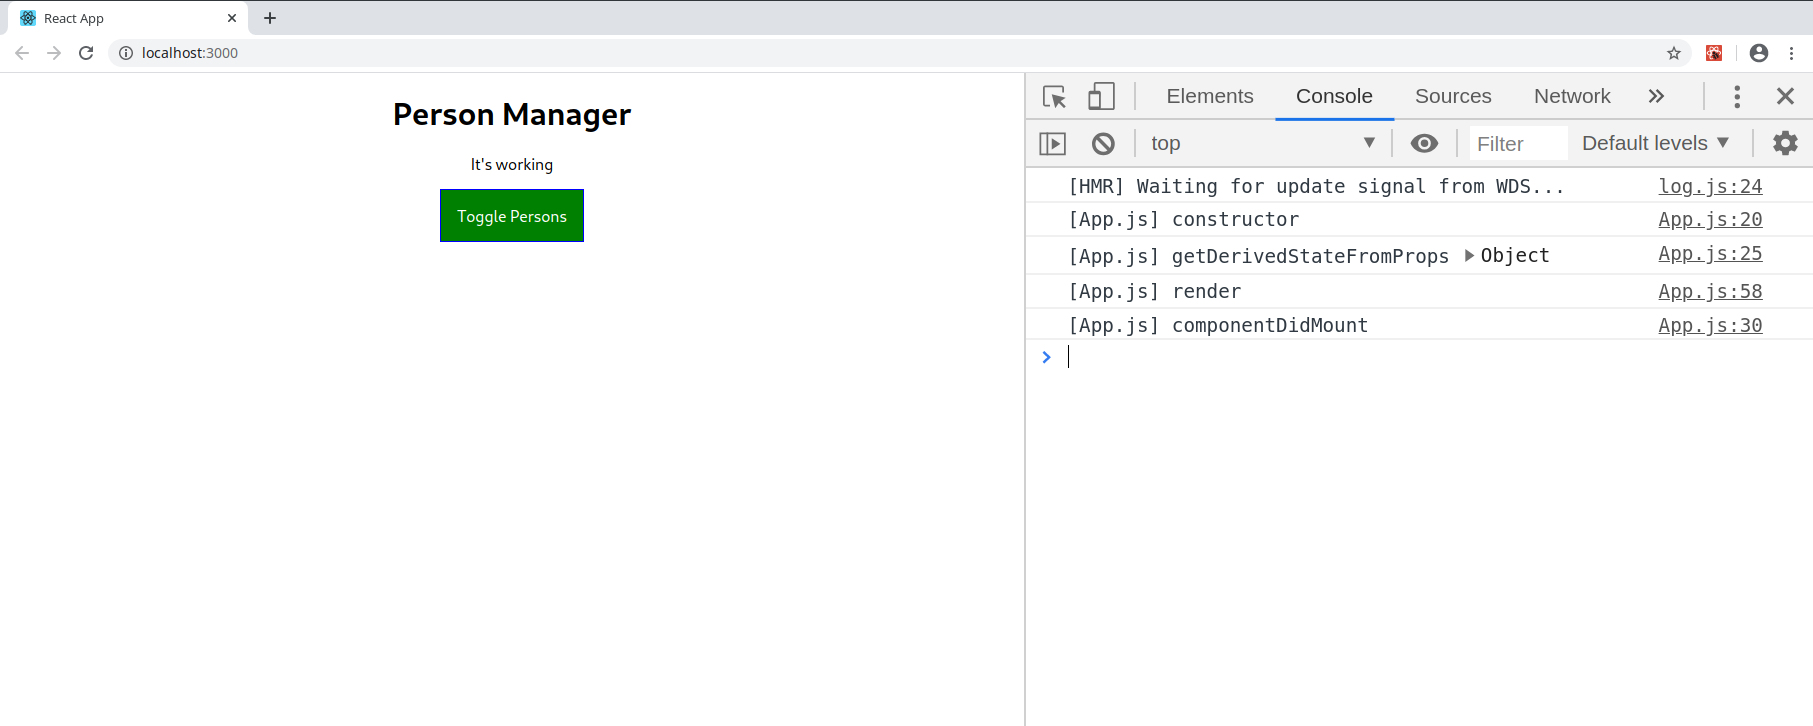 React App
localhost:3000
Person Manager
It's working
Toggle Persons
Elements Console Sources Network
top Filter Default levels
[HMR] Waiting for update signal from WDS... log.js:24
[App.js] constructor App.js:20
[App.js] getDerivedStateFromProps Object App.js:25
[App.js] render App.js:58
[App.js] componentDidMount App.js:30